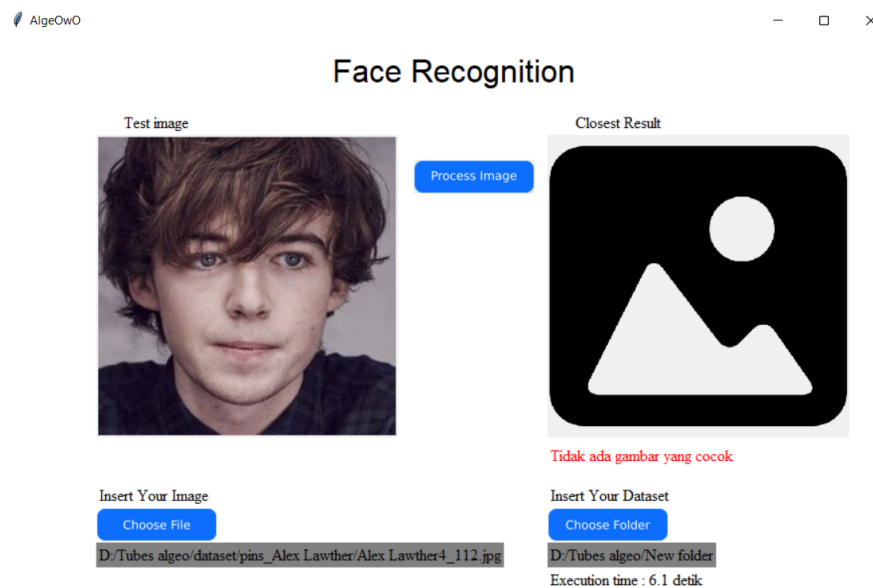 AlgeOwO
Face Recognition
Test image
Closest Result
Process Image
Tidak ada gambar yang cocok
Insert Your Image
Insert Your Dataset
Choose File
Choose Folder
D:/Tubes algeo/dataset/pins_Alex Lawther/Alex Lawther4_112.jpg
D:/Tubes algeo/New folder
Execution time : 6.1 detik